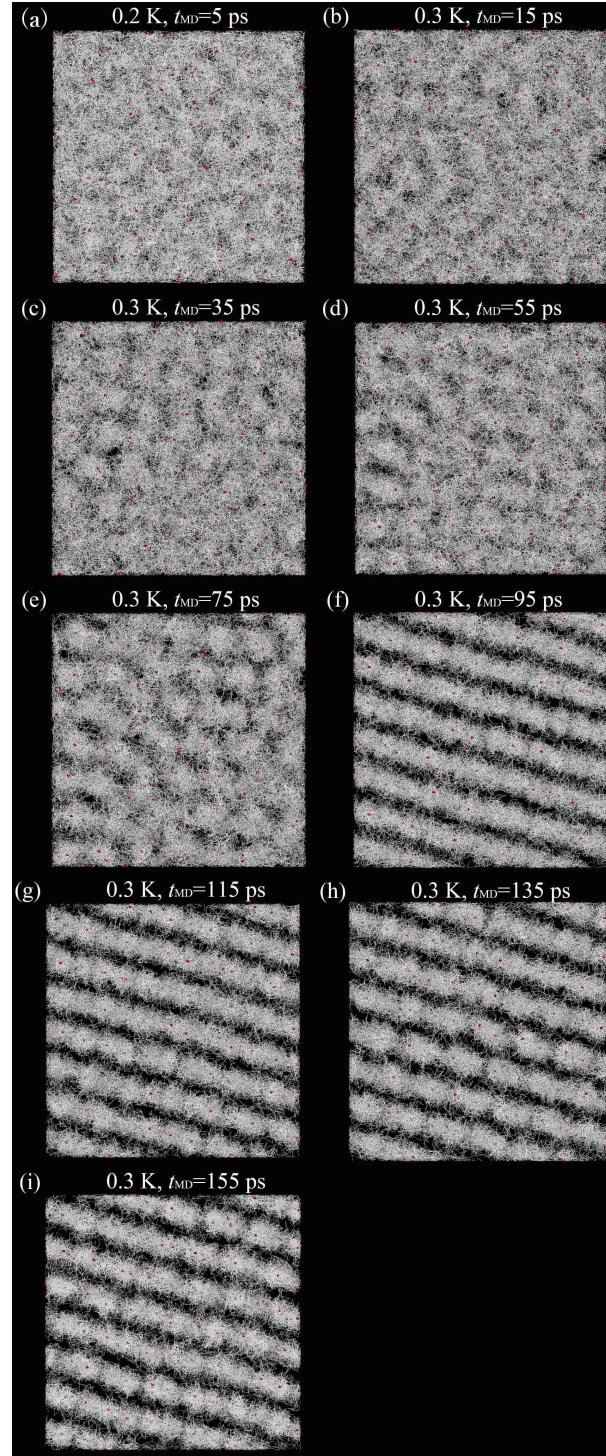 (a) 0.2 K, tMD=5 ps
(b) 0.3 K, tMD=15 ps
(c) 0.3 K, tMD=35 ps
(d) 0.3 K, tMD=55 ps
(e) 0.3 K, tMD=75 ps
(f) 0.3 K, tMD=95 ps
(g) 0.3 K, tMD=115 ps
(h) 0.3 K, tMD=135 ps
(i) 0.3 K, tMD=155 ps